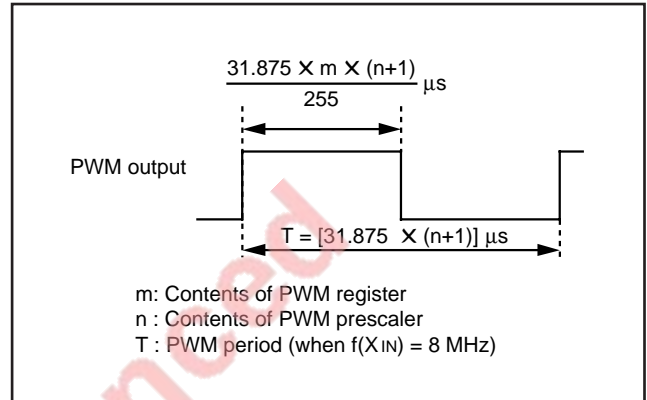 31.875 × m × (n+1)
255
μs
PWM output
T = [31.875 × (n+1)] μs
m: Contents of PWM register
n : Contents of PWM prescaler
T : PWM period (when f(XIN) = 8 MHz)
nced